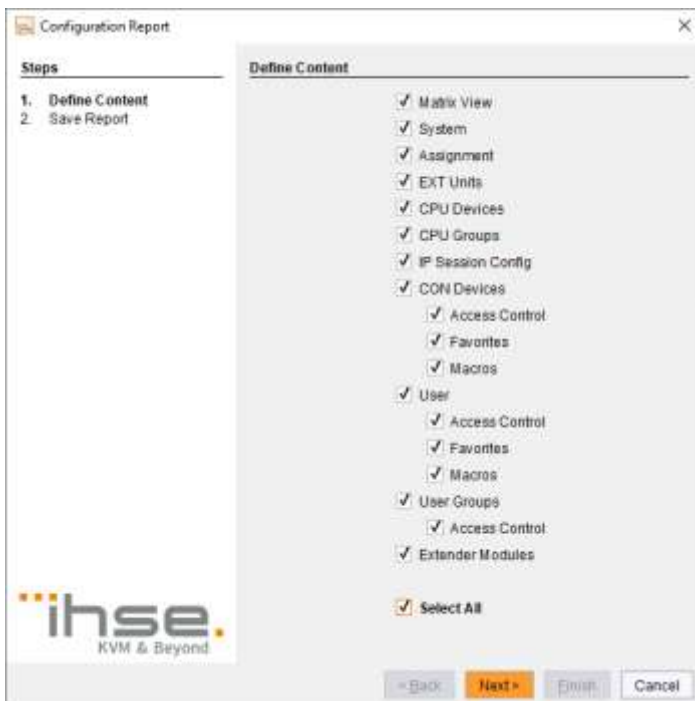 Configuration Report
Steps
1. Define Content
2. Save Report
Define Content
Matrix View
System
Assignment
EXT Units
CPU Devices
CPU Groups
IP Session Config
CON Devices
Access Control
Favorites
Macros
User
Access Control
Favorites
Macros
User Groups
Access Control
Extender Modules
Select All
ihse.
KVM & Beyond
< Back
Next >
Finish
Cancel